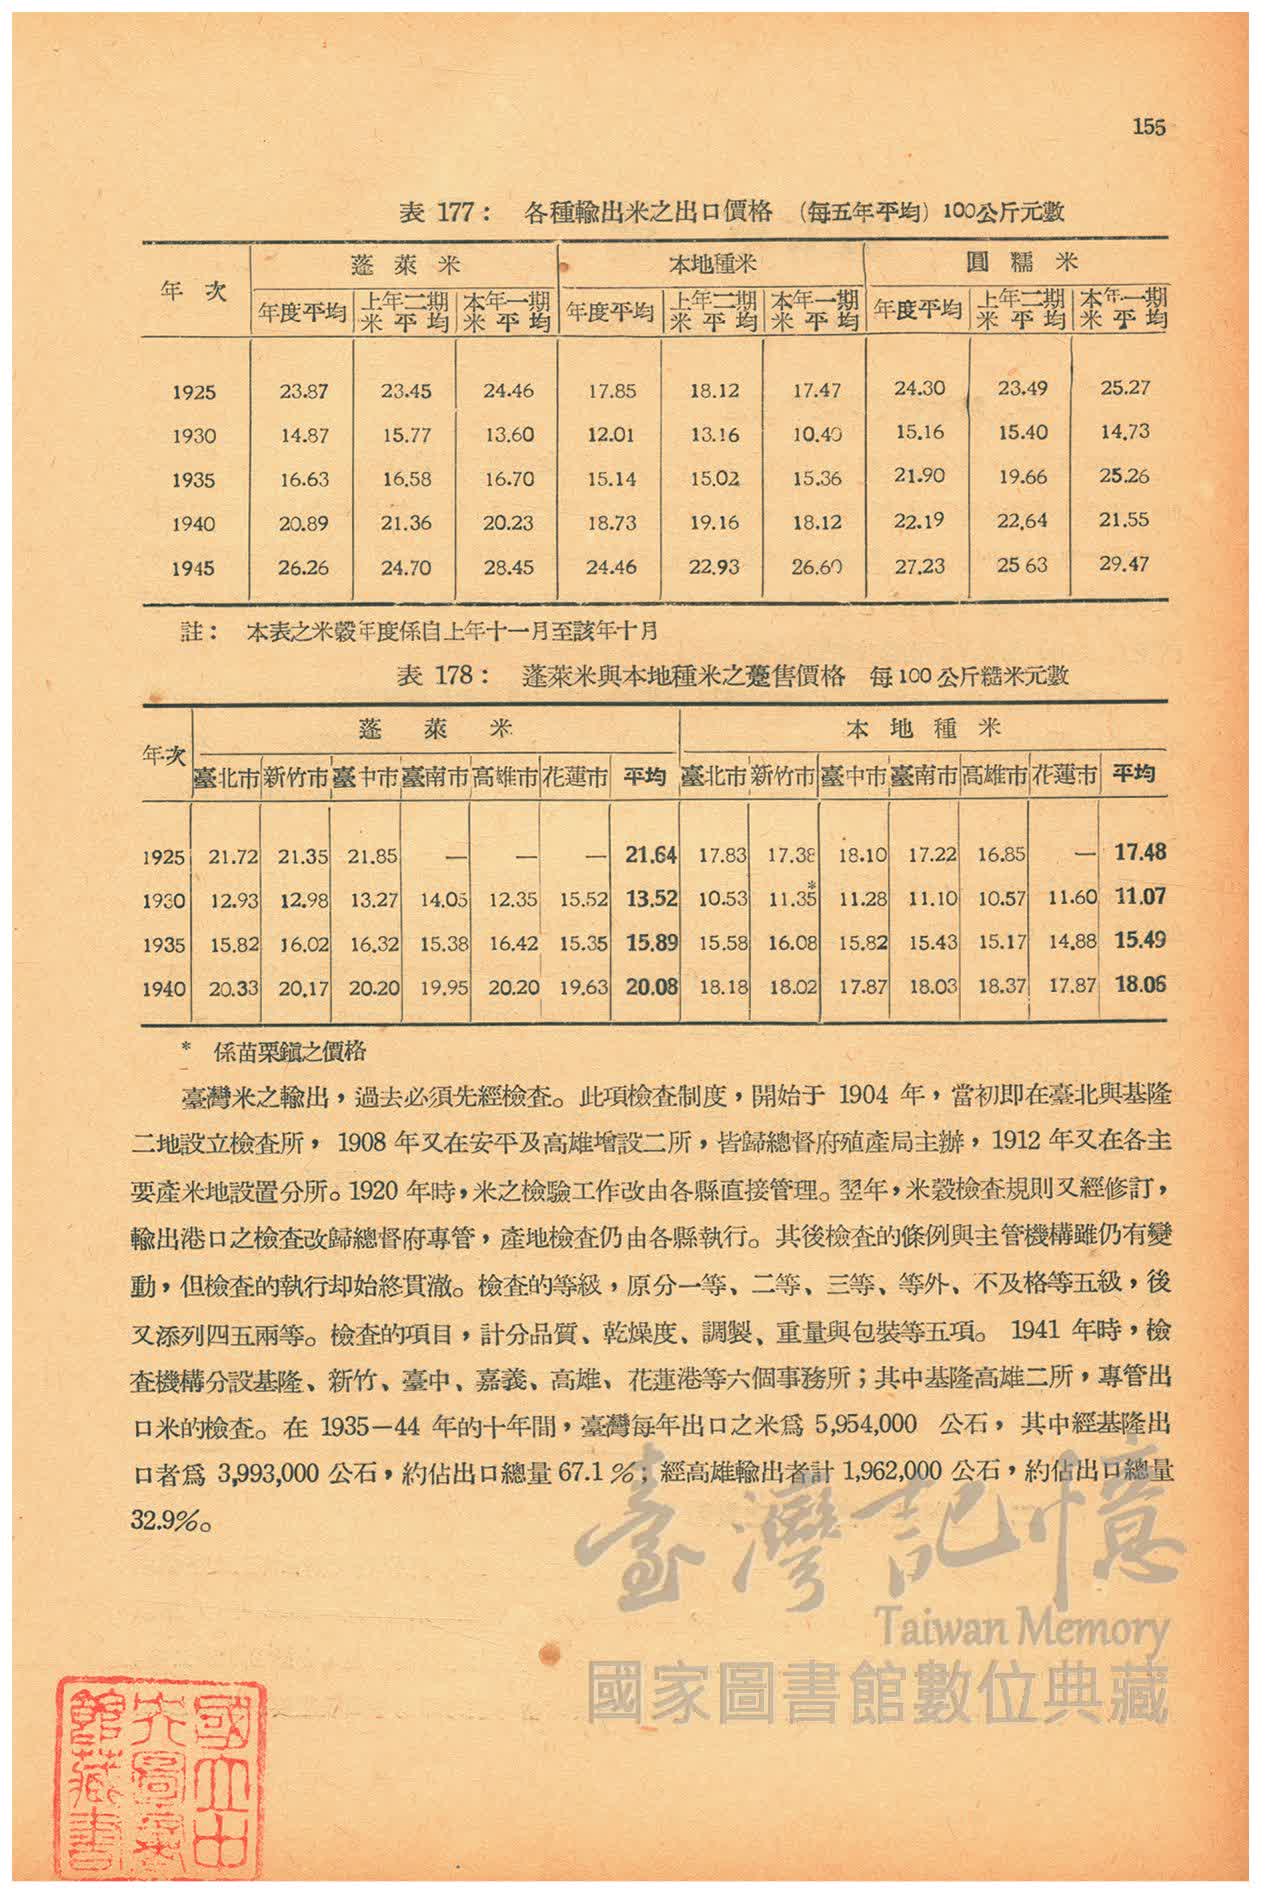 155
表 177： 各種輸出米之出口價格 （每五年平均）100公斤元數
年 次 蓬 萊 米 本地種米 圓 糯 米
年度平均 上年二期米平均 本年一期米平均 年度平均 上年二期米平均 本年一期米平均 年度平均 上年二期米平均 本年一期米平均
1925 23.87 23.45 24.46 17.85 18.12 17.47 24.30 23.49 25.27
1930 14.87 15.77 13.60 12.01 13.16 10.40 15.16 15.40 14.73
1935 16.63 16.58 16.70 15.14 15.02 15.36 21.90 19.66 25.26
1940 20.89 21.36 20.23 18.73 19.16 18.12 22.19 22.64 21.55
1945 26.26 24.70 28.45 24.46 22.93 26.60 27.23 25 63 29.47
註： 本表之米穀年度係自上年十一月至該年十月
表 178： 蓬萊米與本地種米之躉售價格 每100公斤糙米元數
年次 蓬 萊 米 本 地 種 米
臺北市 新竹市 臺中市 臺南市 高雄市 花蓮市 平均 臺北市 新竹市 臺中市 臺南市 高雄市 花蓮市 平均
1925 21.72 21.35 21.85 — — — 21.64 17.83 17.38 18.10 17.22 16.85 — 17.48
1930 12.93 12.98 13.27 14.05 12.35 15.52 13.52 10.53 11.35* 11.28 11.10 10.57 11.60 11.07
1935 15.82 16.02 16.32 15.38 16.42 15.35 15.89 15.58 16.08 15.82 15.43 15.17 14.88 15.49
1940 20.33 20.17 20.20 19.95 20.20 19.63 20.08 18.18 18.02 17.87 18.03 18.37 17.87 18.06
* 係苗栗鎭之價格
臺灣米之輸出，過去必須先經檢查。此項檢查制度，開始于 1904 年，當初即在臺北與基隆
二地設立檢查所， 1908 年又在安平及高雄增設二所，皆歸總督府殖產局主辦， 1912 年又在各主
要產米地設置分所。1920 年時，米之檢驗工作改由各縣直接管理。翌年，米穀檢查規則又經修訂，
輸出港口之檢查改歸總督府專管，產地檢查仍由各縣執行。其後檢查的條例與主管機構雖仍有變
動，但檢查的執行却始終貫澈。檢查的等級，原分一等、二等、三等、等外、不及格等五級，後
又添列四五兩等。檢查的項目，計分品質、乾燥度、調製、重量與包裝等五項。 1941 年時，檢
查機構分設基隆、新竹、臺中、嘉義、高雄、花蓮港等六個事務所；其中基隆高雄二所，專管出
口米的檢查。在 1935—44 年的十年間，臺灣每年出口之米爲 5,954,000 公石， 其中經基隆出
口者爲 3,993,000 公石，約佔出口總量 67.1 %；經高雄輸出者計 1,962,000 公石，約佔出口總量
32.9%。
臺灣記憶
Taiwan Memory
國家圖書館數位典藏
國立中
央圖書
館藏書